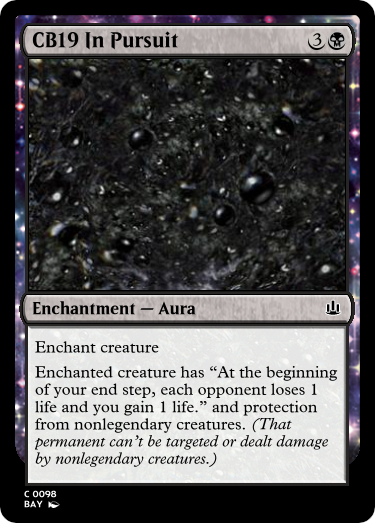 CB19 In Pursuit 3
Enchantment — Aura
Enchant creature
Enchanted creature has “At the beginning
of your end step, each opponent loses 1
life and you gain 1 life.” and protection
from nonlegendary creatures. (That
permanent can’t be targeted or dealt damage
by nonlegendary creatures.)
C 0098
BAY